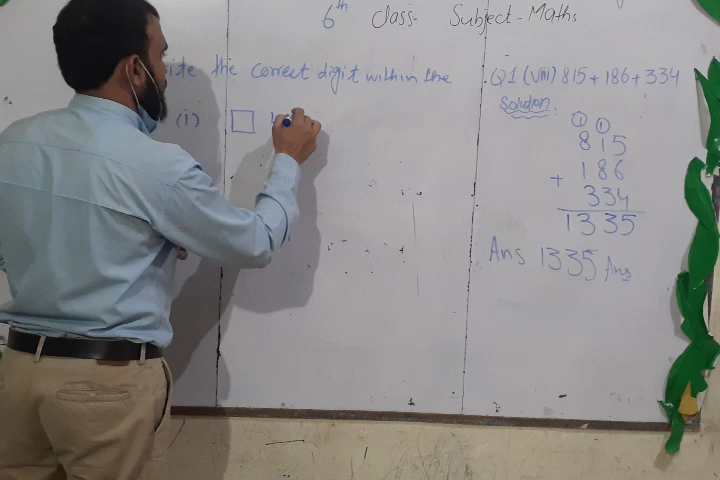 6th Class- Subject-Maths
ite the correct digit within the
(i)
Q1 (viii) 815+186+334
Solution:
1 1
815
+ 186
334
1335
Ans 1335 Ans